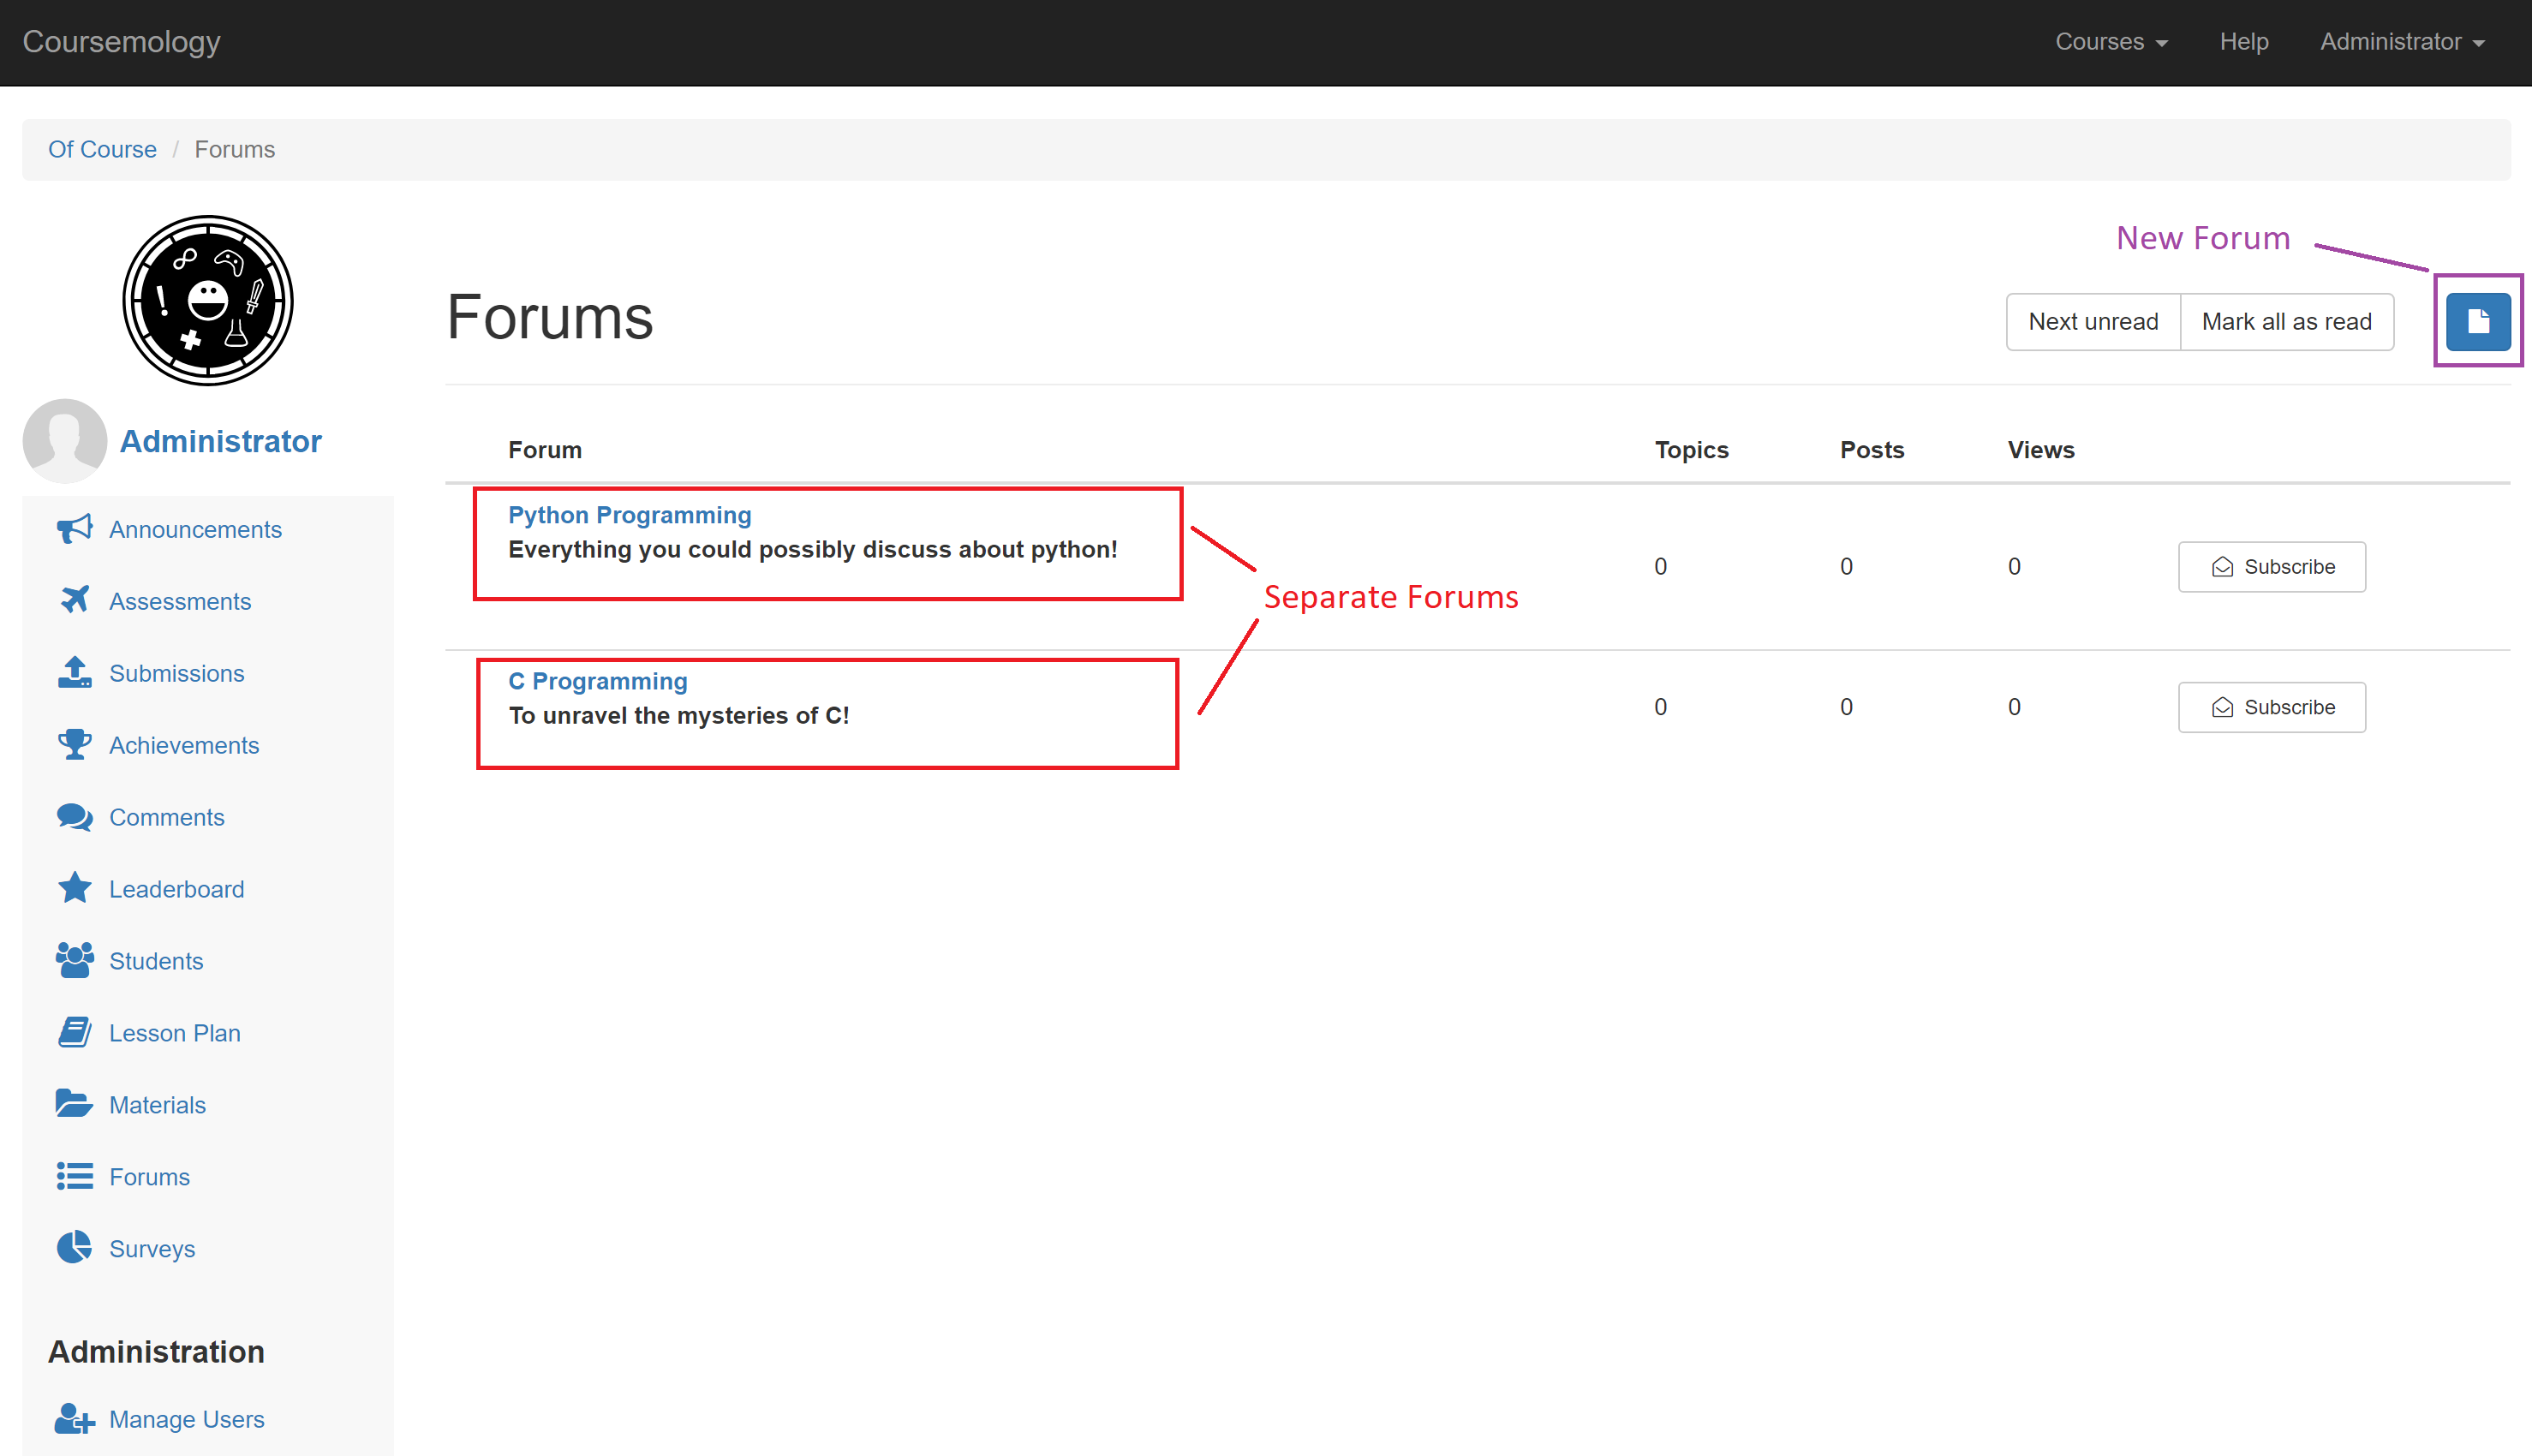 Coursemology
Courses
Help
Administrator
Of Course / Forums
New Forum
Forums
Next unread
Mark all as read
Administrator
Announcements
Assessments
Submissions
Achievements
Comments
Leaderboard
Students
Lesson Plan
Materials
Forums
Surveys
Administration
Manage Users
Forum Topics Posts Views
Python Programming
Everything you could possibly discuss about python!
0 0 0 Subscribe
Separate Forums
C Programming
To unravel the mysteries of C!
0 0 0 Subscribe